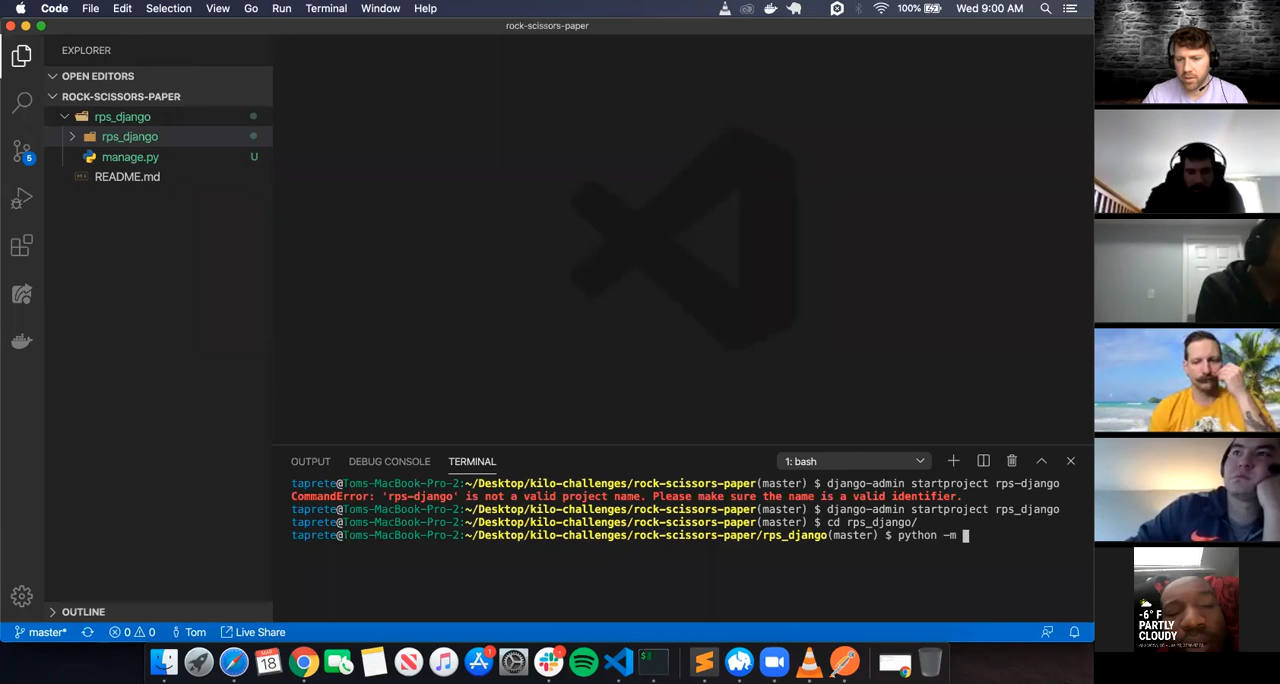 Code File Edit Selection View Go Run Terminal Window Help
100% Wed 9:00 AM
rock-scissors-paper
EXPLORER
OPEN EDITORS
ROCK-SCISSORS-PAPER
rps_django
rps_django
manage.py U
README.md
5
OUTPUT DEBUG CONSOLE TERMINAL 1: bash
taprete@Toms-MacBook-Pro-2:~/Desktop/kilo-challenges/rock-scissors-paper(master) $ django-admin startproject rps-django
CommandError: 'rps-django' is not a valid project name. Please make sure the name is a valid identifier.
taprete@Toms-MacBook-Pro-2:~/Desktop/kilo-challenges/rock-scissors-paper(master) $ django-admin startproject rps_django
taprete@Toms-MacBook-Pro-2:~/Desktop/kilo-challenges/rock-scissors-paper(master) $ cd rps_django/
taprete@Toms-MacBook-Pro-2:~/Desktop/kilo-challenges/rock-scissors-paper/rps_django(master) $ python -m
OUTLINE
master* 0 0 Tom Live Share
MAR
18
-6° F
PARTLY
CLOUDY